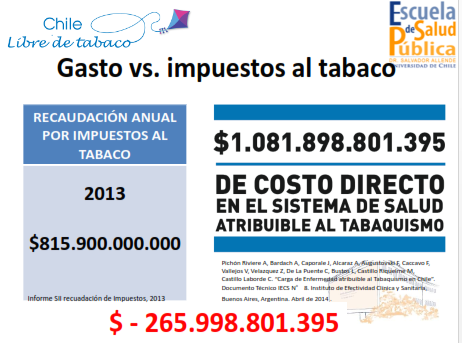 Chile
Libre de tabaco
Escuela
de Salud
Pública
DR. SALVADOR ALLENDE
UNIVERSIDAD DE CHILE
Gasto vs. impuestos al tabaco
RECAUDACIÓN ANUAL
POR IMPUESTOS AL
TABACO
2013
$815.900.000.000
Informe SII recuadación de Impuestos, 2013
$1.081.898.801.395
DE COSTO DIRECTO
EN EL SISTEMA DE SALUD
ATRIBUIBLE AL TABAQUISMO
Pichón Riviere A, Bardach A, Caporale J, Alcaraz A, Augustovski F, Caccavo F,
Vallejos V, Velazquez Z, De La Puente C, Bustos L, Castillo Riquelme M,
Castillo Laborde C. "Carga de Enfermedad atribuible al Tabaquismo en Chile".
Documento Técnico IECS N° 8. Instituto de Efectividad Clínica y Sanitaria,
Buenos Aires, Argentina. Abril de 2014.
$ - 265.998.801.395